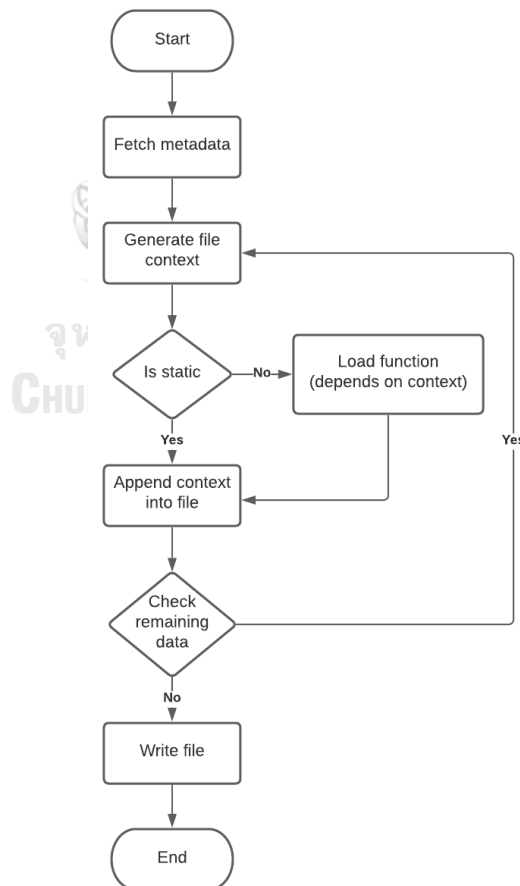 Start
Fetch metadata
Generate file
context
Is static
No
Load function
(depends on context)
Yes
Yes
Append context
into file
Check
remaining
data
No
Write file
End